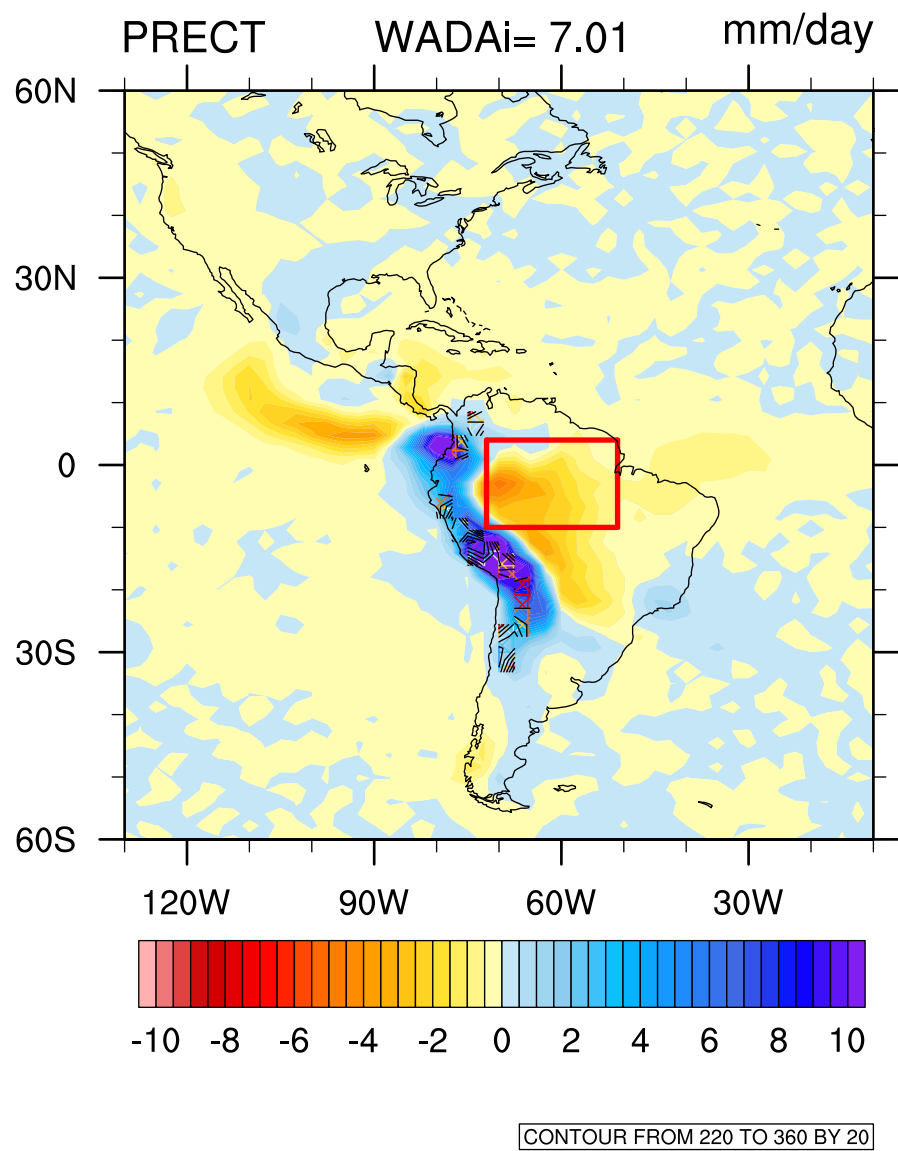 PRECT WADAi= 7.01 mm/day
60N
30N
0
30S
60S
120W 90W 60W 30W
-10 -8 -6 -4 -2 0 2 4 6 8 10
CONTOUR FROM 220 TO 360 BY 20